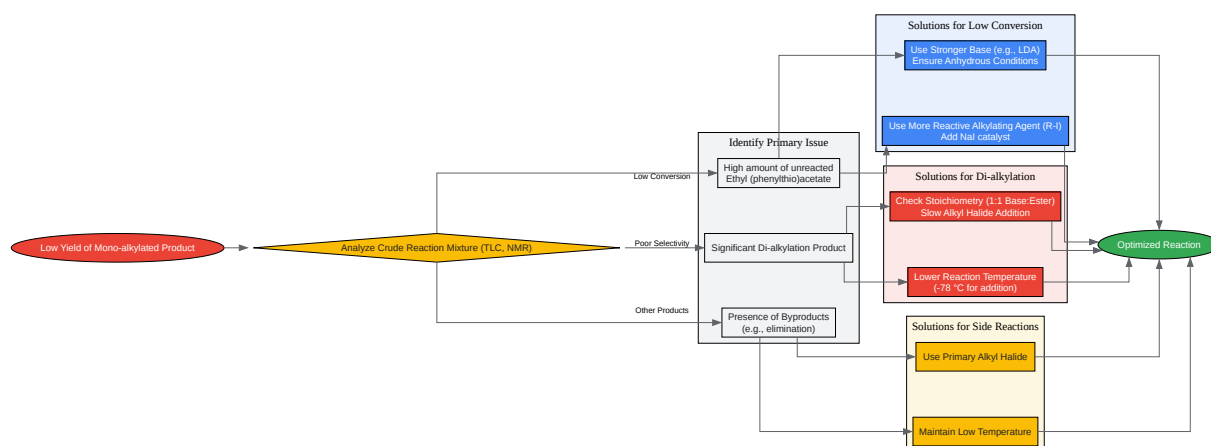 Low Yield of Mono-alkylated Product
Analyze Crude Reaction Mixture (TLC, NMR)
Low Conversion
Poor Selectivity
Other Products
Identify Primary Issue
High amount of unreacted
Ethyl (phenylthio)acetate
Significant Di-alkylation Product
Presence of Byproducts
(e.g., elimination)
Solutions for Low Conversion
Use Stronger Base (e.g., LDA)
Ensure Anhydrous Conditions
Use More Reactive Alkylating Agent (R-I)
Add NaI catalyst
Solutions for Di-alkylation
Check Stoichiometry (1:1 Base:Ester)
Slow Alkyl Halide Addition
Lower Reaction Temperature
(-78 °C for addition)
Solutions for Side Reactions
Use Primary Alkyl Halide
Maintain Low Temperature
Optimized Reaction